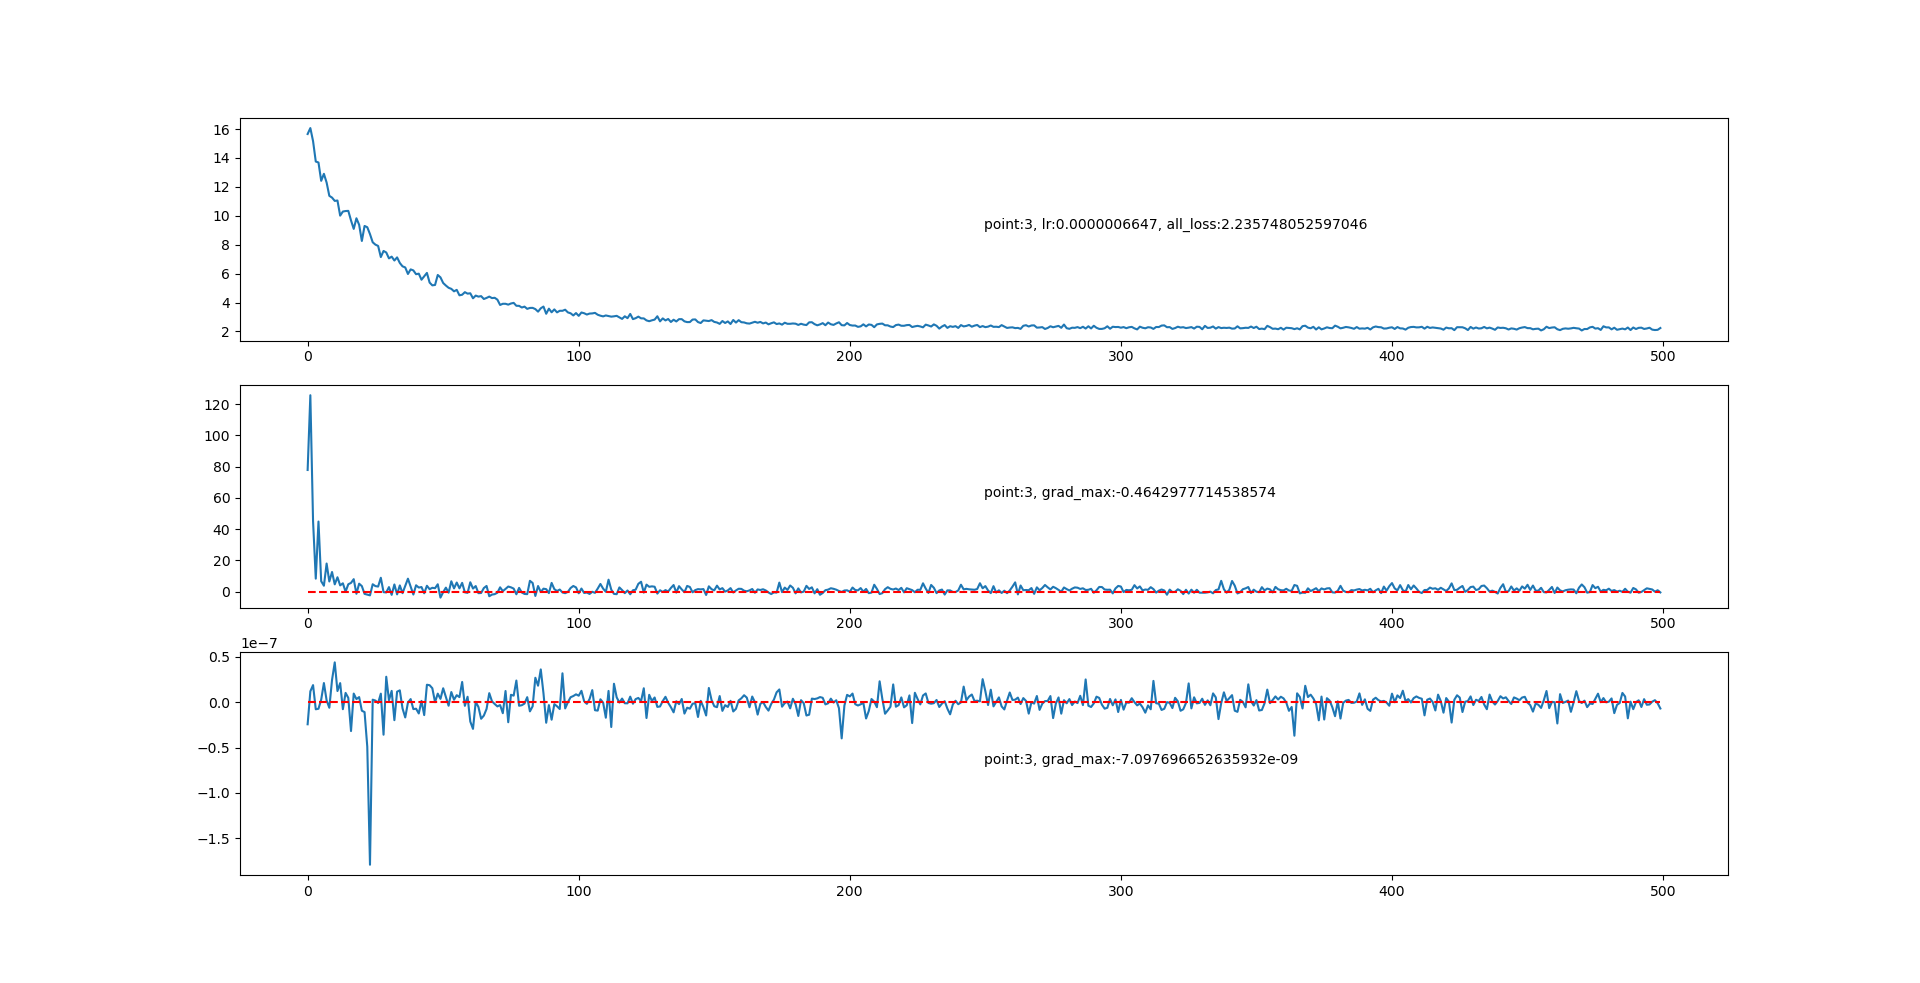 16
14
12
10
8
6
4
2
point:3, lr:0.0000006647, all_loss:2.235748052597046
0 100 200 300 400 500
120
100
80
60
40
20
0
point:3, grad_max:-0.4642977714538574
0 100 200 300 400 500
1e−7
0.5
0.0
−0.5
−1.0
−1.5
point:3, grad_max:-7.097696652635932e-09
0 100 200 300 400 500